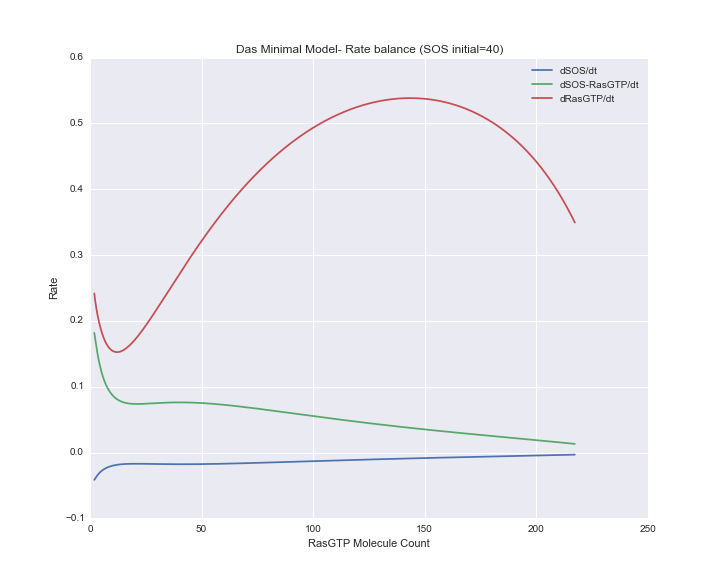 Das Minimal Model- Rate balance (SOS initial=40)
0.6
0.5
0.4
0.3
0.2
0.1
0.0
−0.1
Rate
dSOS/dt
dSOS-RasGTP/dt
dRasGTP/dt
0 50 100 150 200 250
RasGTP Molecule Count